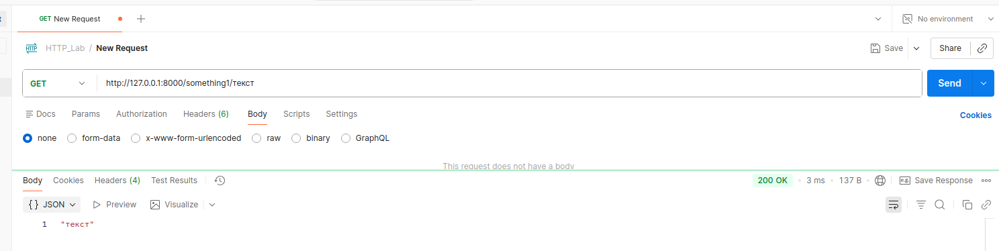 t
GET New Request
No environment
HTTP HTTP_Lab / New Request
Save
Share
GET http://127.0.0.1:8000/something1/текст
Send
Docs Params Authorization Headers (6) Body Scripts Settings
Cookies
none form-data x-www-form-urlencoded raw binary GraphQL
This request does not have a body
Body Cookies Headers (4) Test Results
200 OK • 3 ms • 137 B • e.g. Save Response
{} JSON Preview Visualize
1 "текст"